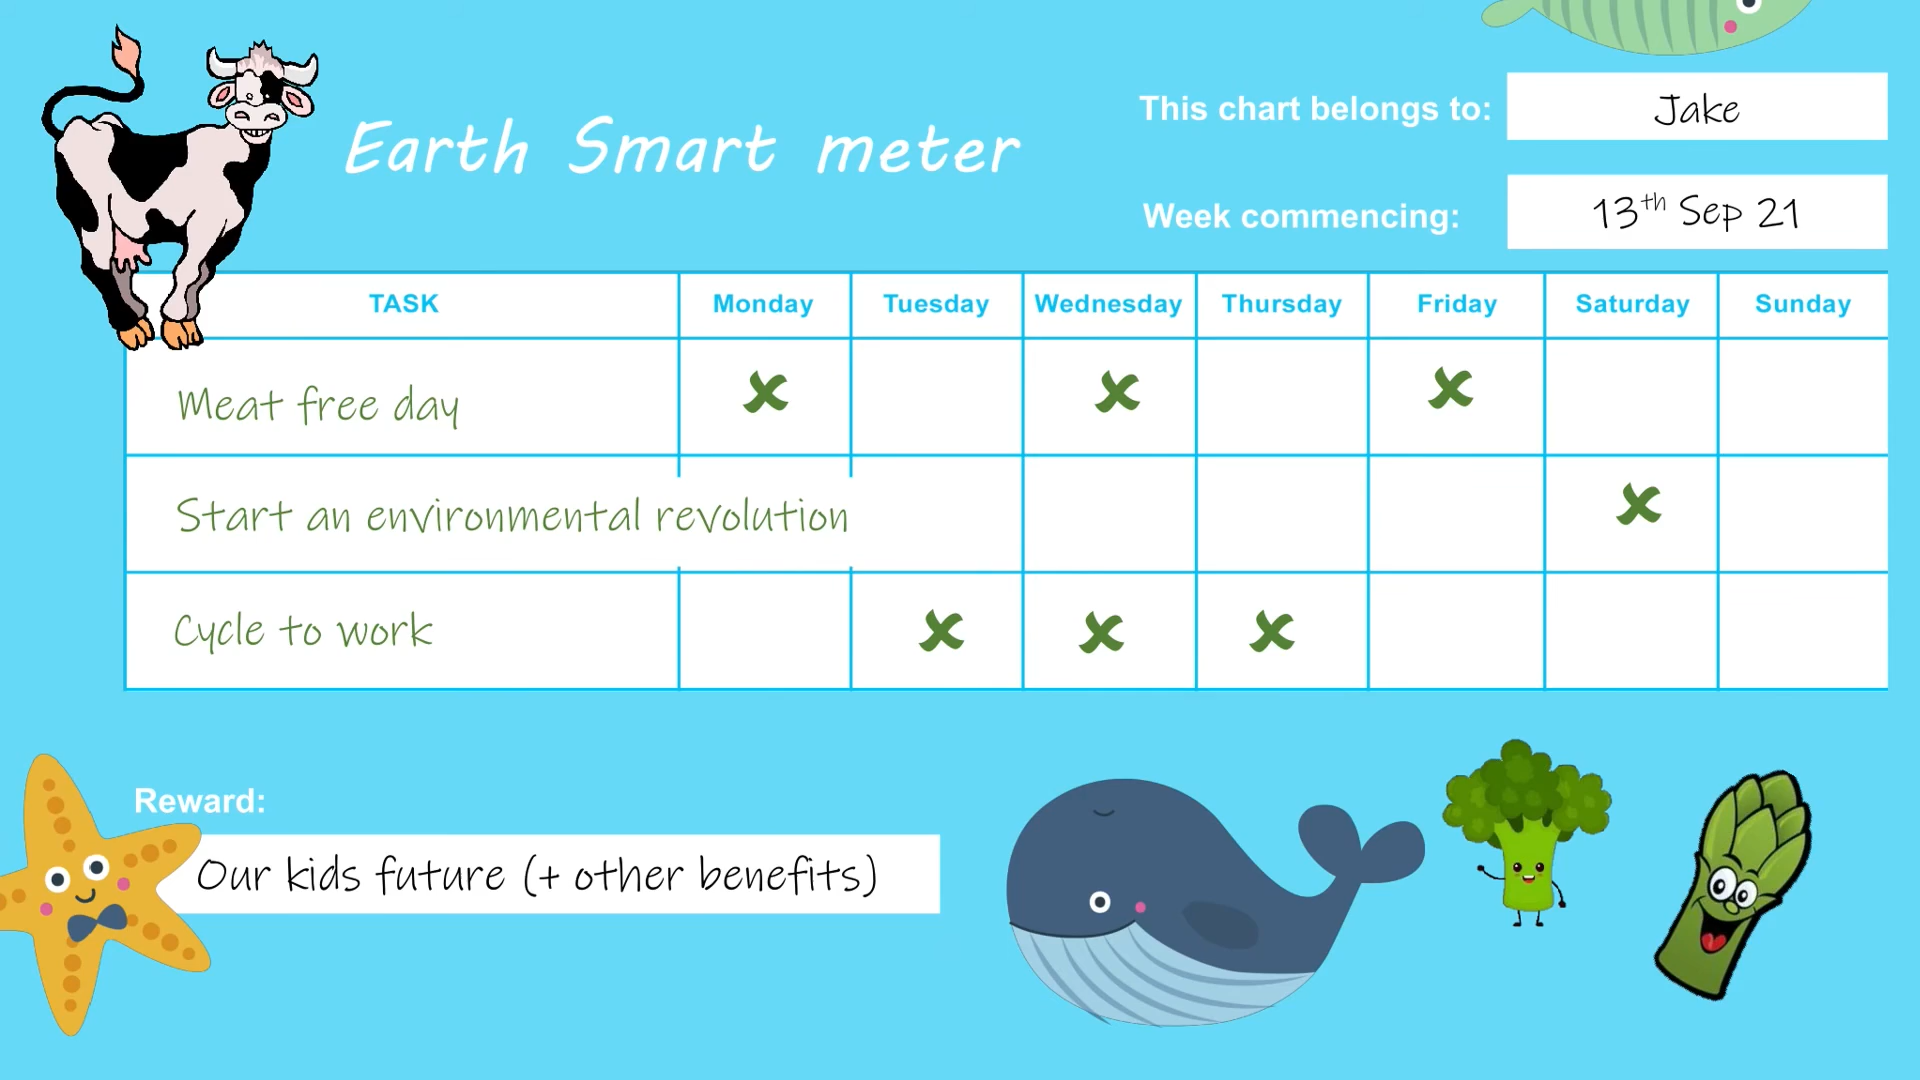 Earth Smart meter
This chart belongs to: Jake
Week commencing: 13th Sep 21
TASK Monday Tuesday Wednesday Thursday Friday Saturday Sunday
Meat free day ✘ ✘ ✘
Start an environmental revolution ✘
Cycle to work ✘ ✘ ✘
Reward:
Our kids future (+ other benefits)